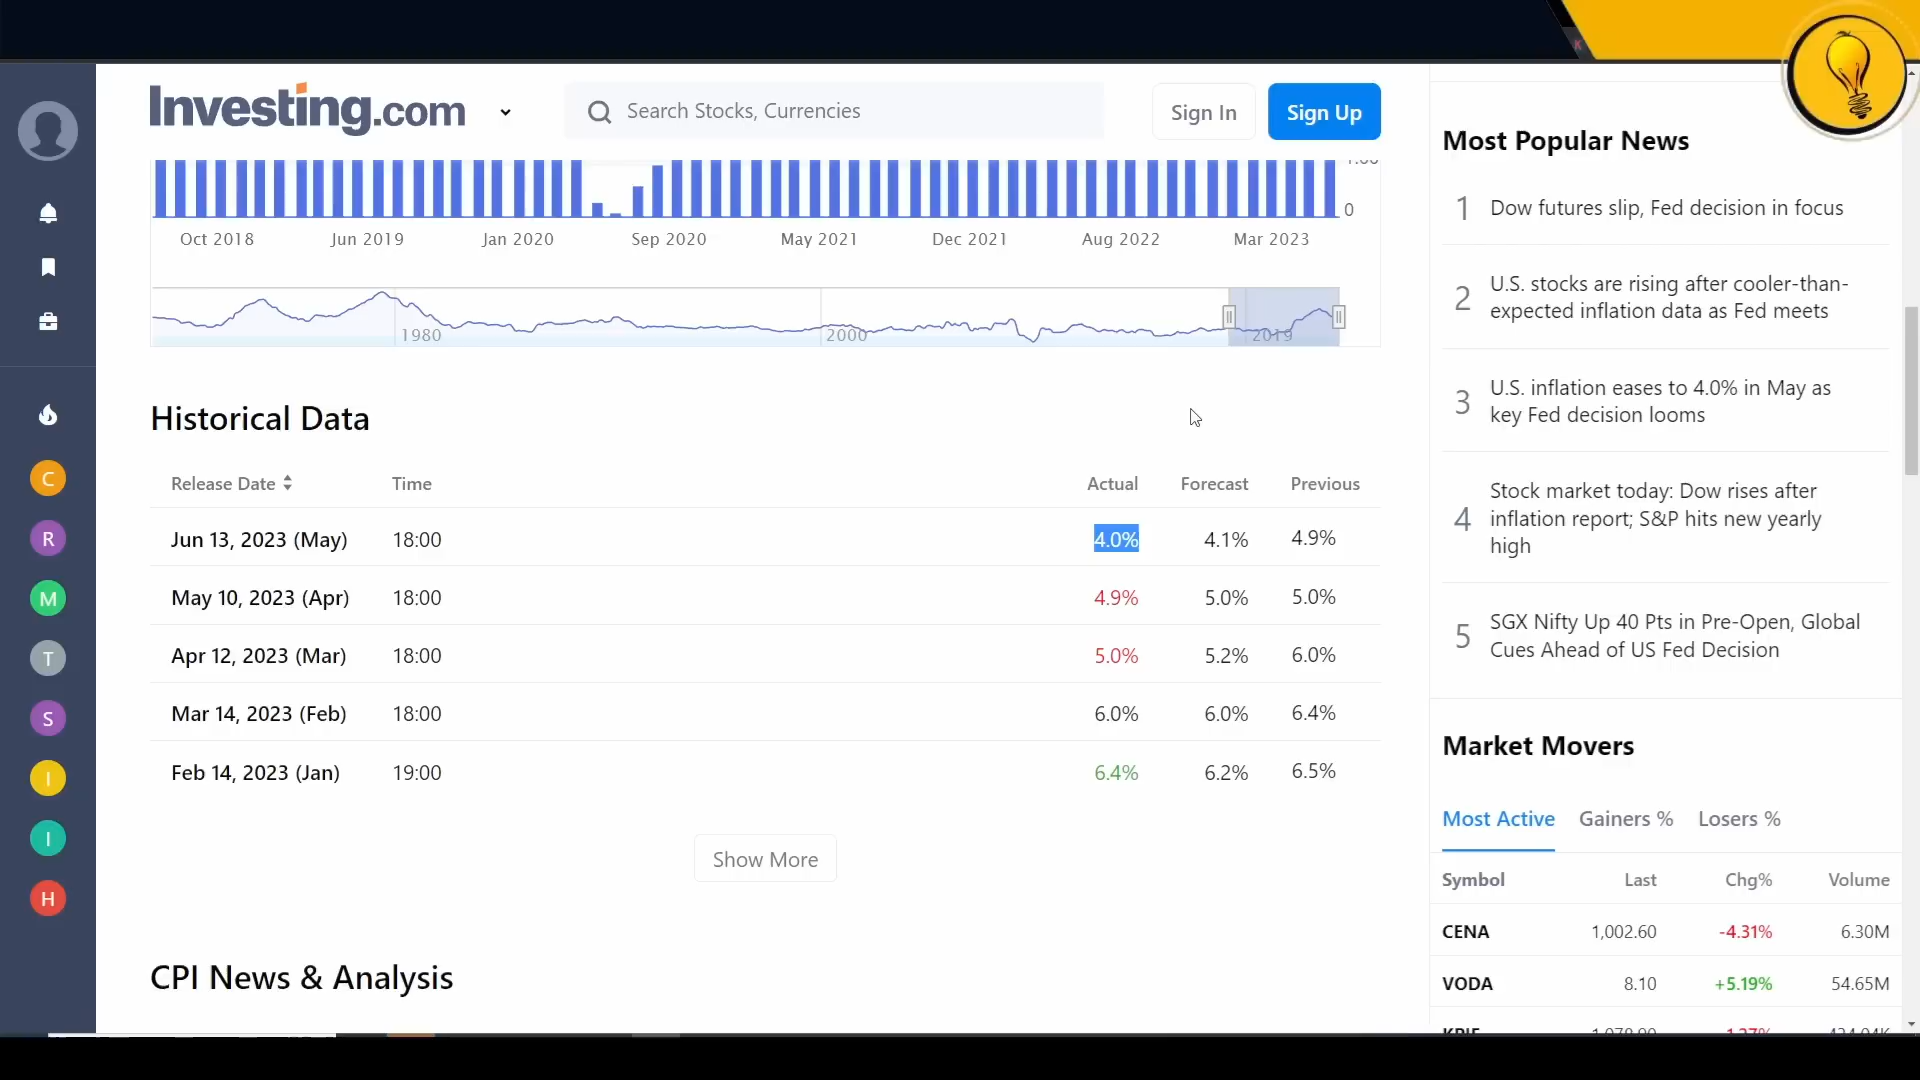 Investing.com
Search Stocks, Currencies
Sign In
Sign Up
0
Oct 2018 Jun 2019 Jan 2020 Sep 2020 May 2021 Dec 2021 Aug 2022 Mar 2023
1980 2000 2019
Historical Data
Release Date Time Actual Forecast Previous
Jun 13, 2023 (May) 18:00 4.0% 4.1% 4.9%
May 10, 2023 (Apr) 18:00 4.9% 5.0% 5.0%
Apr 12, 2023 (Mar) 18:00 5.0% 5.2% 6.0%
Mar 14, 2023 (Feb) 18:00 6.0% 6.0% 6.4%
Feb 14, 2023 (Jan) 19:00 6.4% 6.2% 6.5%
Show More
CPI News & Analysis
C
R
M
T
S
I
I
H
Most Popular News
1 Dow futures slip, Fed decision in focus
2 U.S. stocks are rising after cooler-than-
expected inflation data as Fed meets
3 U.S. inflation eases to 4.0% in May as
key Fed decision looms
4 Stock market today: Dow rises after
inflation report; S&P hits new yearly
high
5 SGX Nifty Up 40 Pts in Pre-Open, Global
Cues Ahead of US Fed Decision
Market Movers
Most Active Gainers % Losers %
Symbol Last Chg% Volume
CENA 1,002.60 -4.31% 6.30M
VODA 8.10 +5.19% 54.65M